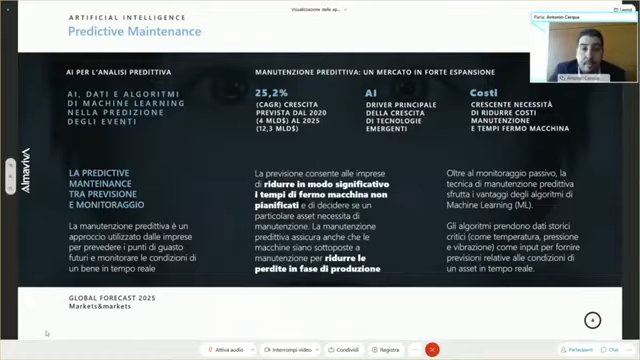 Visualizzazione delle ap...
Layout
Parla: Antonio Cerqua
Antonio Cerqua
ARTIFICIAL INTELLIGENCE
Predictive Maintenance
AI PER L'ANALISI PREDITTIVA
AI, DATI E ALGORITMI
DI MACHINE LEARNING
NELLA PREDIZIONE
DEGLI EVENTI
MANUTENZIONE PREDITTIVA: UN MERCATO IN FORTE ESPANSIONE
25,2%
(CAGR) CRESCITA
PREVISTA DAL 2020
(4 MLD$) AL 2025
(12,3 MLD$)
AI
DRIVER PRINCIPALE
DELLA CRESCITA
DI TECNOLOGIE
EMERGENTI
Costi
CRESCENTE NECESSITÀ
DI RIDURRE COSTI
MANUTENZIONE
E TEMPI FERMO MACCHINA
Almaviva
LA PREDICTIVE
MANTEINANCE
TRA PREVISIONE
E MONITORAGGIO
La manutenzione predittiva è un
approccio utilizzato dalle imprese
per prevedere i punti di guasto
futuri e monitorare le condizioni di
un bene in tempo reale
La previsione consente alle imprese
di ridurre in modo significativo
i tempi di fermo macchina non
pianificati e di decidere se un
particolare asset necessita di
manutenzione. La manutenzione
predittiva assicura anche che le
macchine siano sottoposte a
manutenzione per ridurre le
perdite in fase di produzione
Oltre al monitoraggio passivo, la
tecnica di manutenzione predittiva
sfrutta i vantaggi degli algoritmi di
Machine Learning (ML).
Gli algoritmi prendono dati storici
critici (come temperatura, pressione
e vibrazione) come input per fornire
previsioni relative alle condizioni di
un asset in tempo reale.
GLOBAL FORECAST 2025
Markets&markets
4
Attiva audio
Interrompi video
Condividi
Registra
Partecipanti
Chat